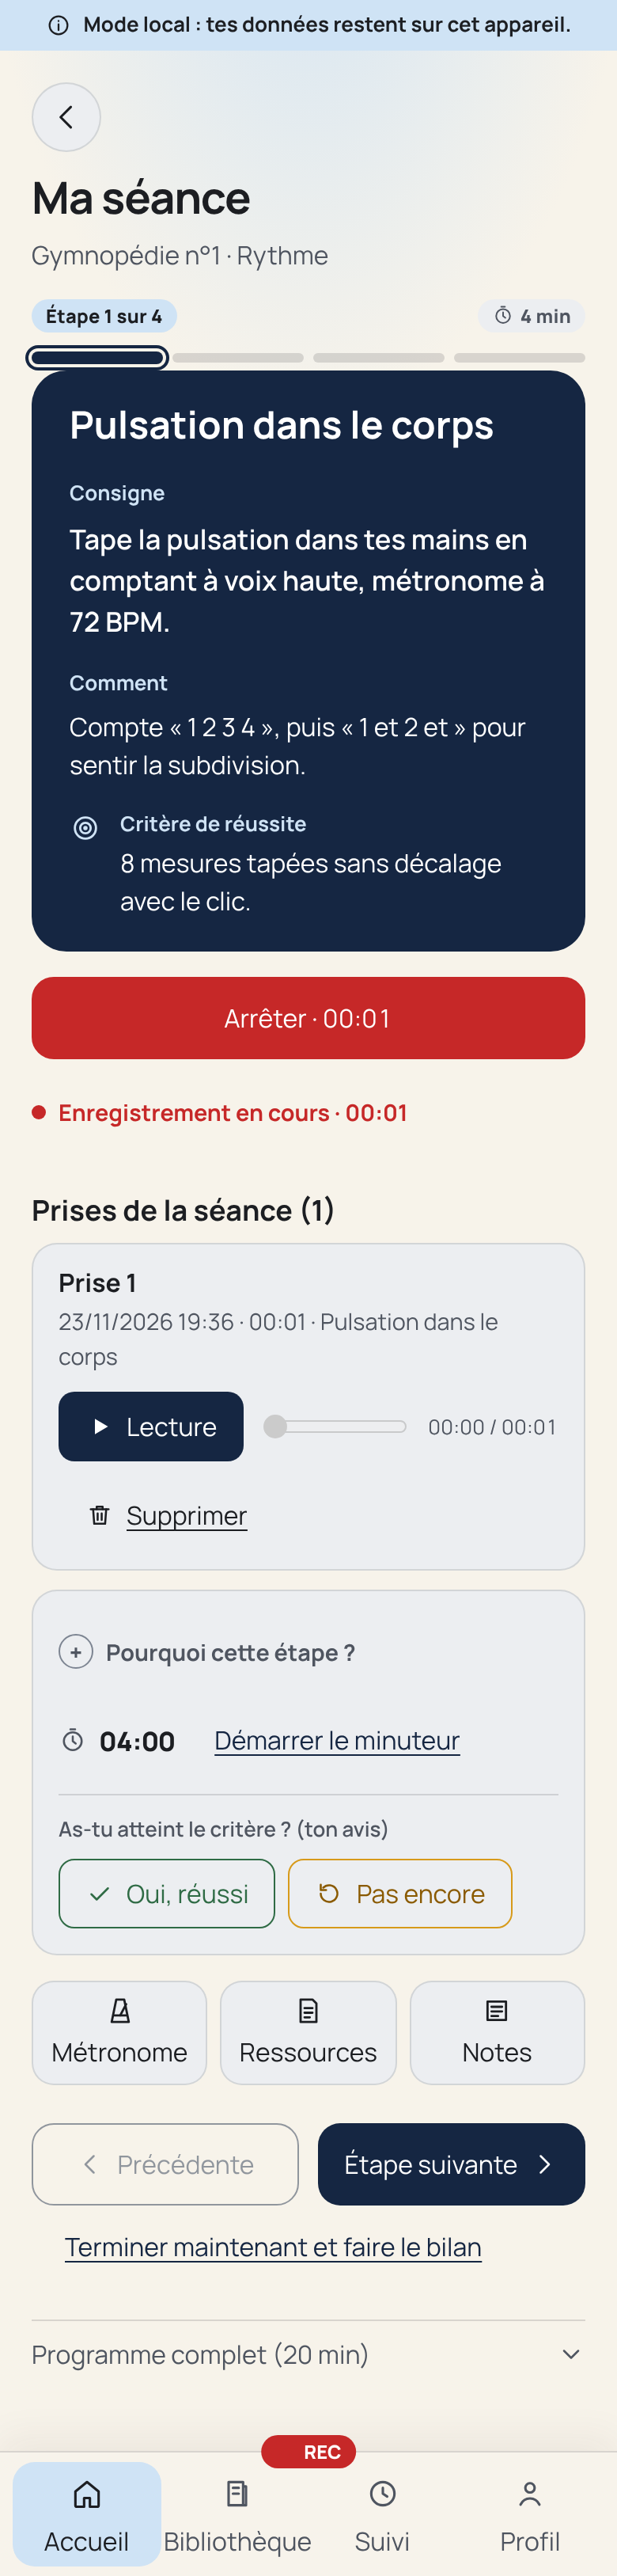 Mode local : tes données restent sur cet appareil.
Ma séance
Gymnopédie n°1 · Rythme
Étape 1 sur 4
4 min
Pulsation dans le corps
Consigne
Tape la pulsation dans tes mains en
comptant à voix haute, métronome à
72 BPM.
Comment
Compte « 1 2 3 4 », puis « 1 et 2 et » pour
sentir la subdivision.
Critère de réussite
8 mesures tapées sans décalage
avec le clic.
Arrêter · 00:01
Enregistrement en cours · 00:01
Prises de la séance (1)
Prise 1
23/11/2026 19:36 · 00:01 · Pulsation dans le
corps
Lecture
00:00 / 00:01
Supprimer
Pourquoi cette étape ?
04:00
Démarrer le minuteur
As-tu atteint le critère ? (ton avis)
Oui, réussi
Pas encore
Métronome
Ressources
Notes
Précédente
Étape suivante
Terminer maintenant et faire le bilan
Programme complet (20 min)
REC
Accueil
Bibliothèque
Suivi
Profil